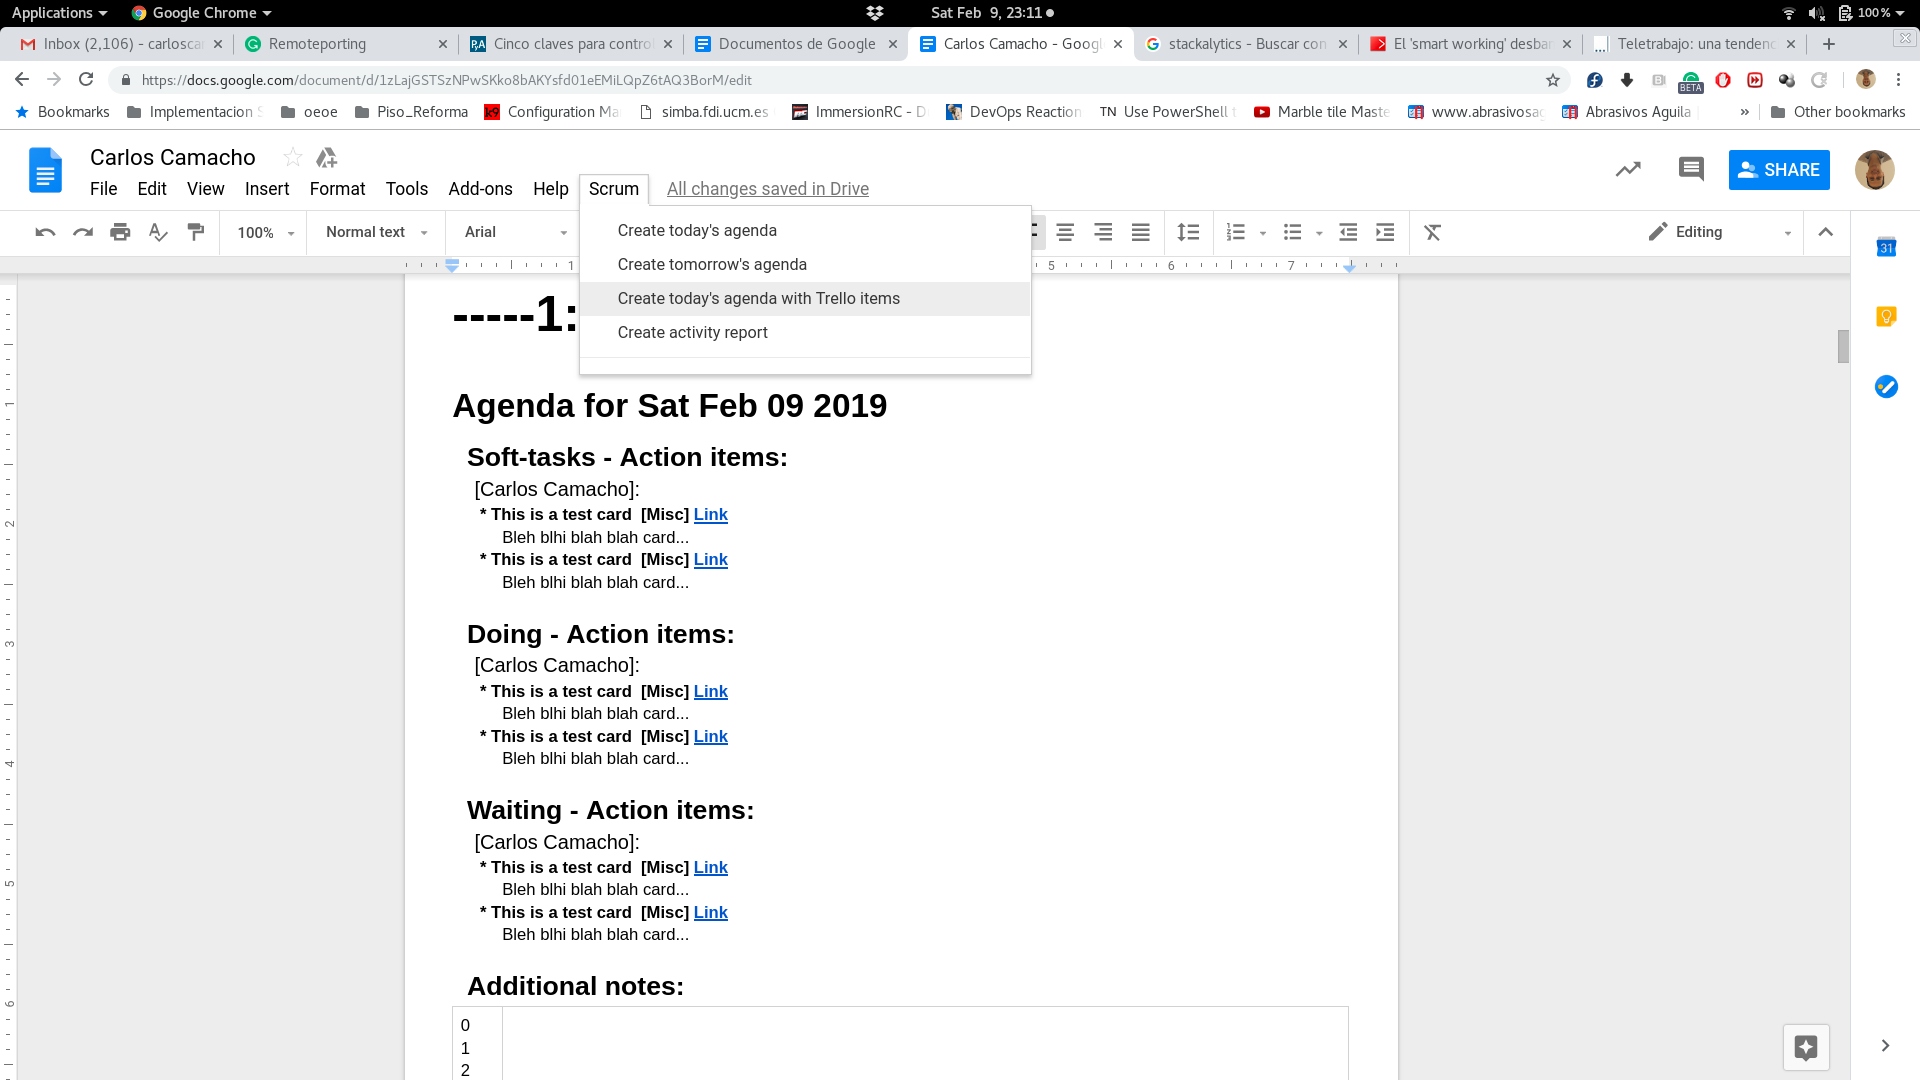 Applications Google Chrome Sat Feb 9, 23:11 100%
Inbox (2,106) - carlosca Remoteporting Cinco claves para control Documentos de Google Carlos Camacho - Googl stackalytics - Buscar con El 'smart working' desba Teletrabajo: una tendenc
https://docs.google.com/document/d/1zLajGSTSzNPwSKko8bAKYsfd01eEMiLQpZ6tAQ3BorM/edit BETA
Bookmarks Implementacion S oeoe Piso_Reforma Configuration Ma simba.fdi.ucm.es ImmersionRC - D DevOps Reaction TN Use PowerShell t Marble tile Maste www.abrasivosag Abrasivos Aguila » Other bookmarks
Carlos Camacho
File Edit View Insert Format Tools Add-ons Help Scrum All changes saved in Drive SHARE
100% Normal text Arial Editing
Create today's agenda
Create tomorrow's agenda
Create today's agenda with Trello items
Create activity report
1 5 6 7
31
-----1:
Agenda for Sat Feb 09 2019
Soft-tasks - Action items:
[Carlos Camacho]:
* This is a test card [Misc] Link
Bleh blhi blah blah card...
* This is a test card [Misc] Link
Bleh blhi blah blah card...
Doing - Action items:
[Carlos Camacho]:
* This is a test card [Misc] Link
Bleh blhi blah blah card...
* This is a test card [Misc] Link
Bleh blhi blah blah card...
Waiting - Action items:
[Carlos Camacho]:
* This is a test card [Misc] Link
Bleh blhi blah blah card...
* This is a test card [Misc] Link
Bleh blhi blah blah card...
Additional notes:
0
1
2